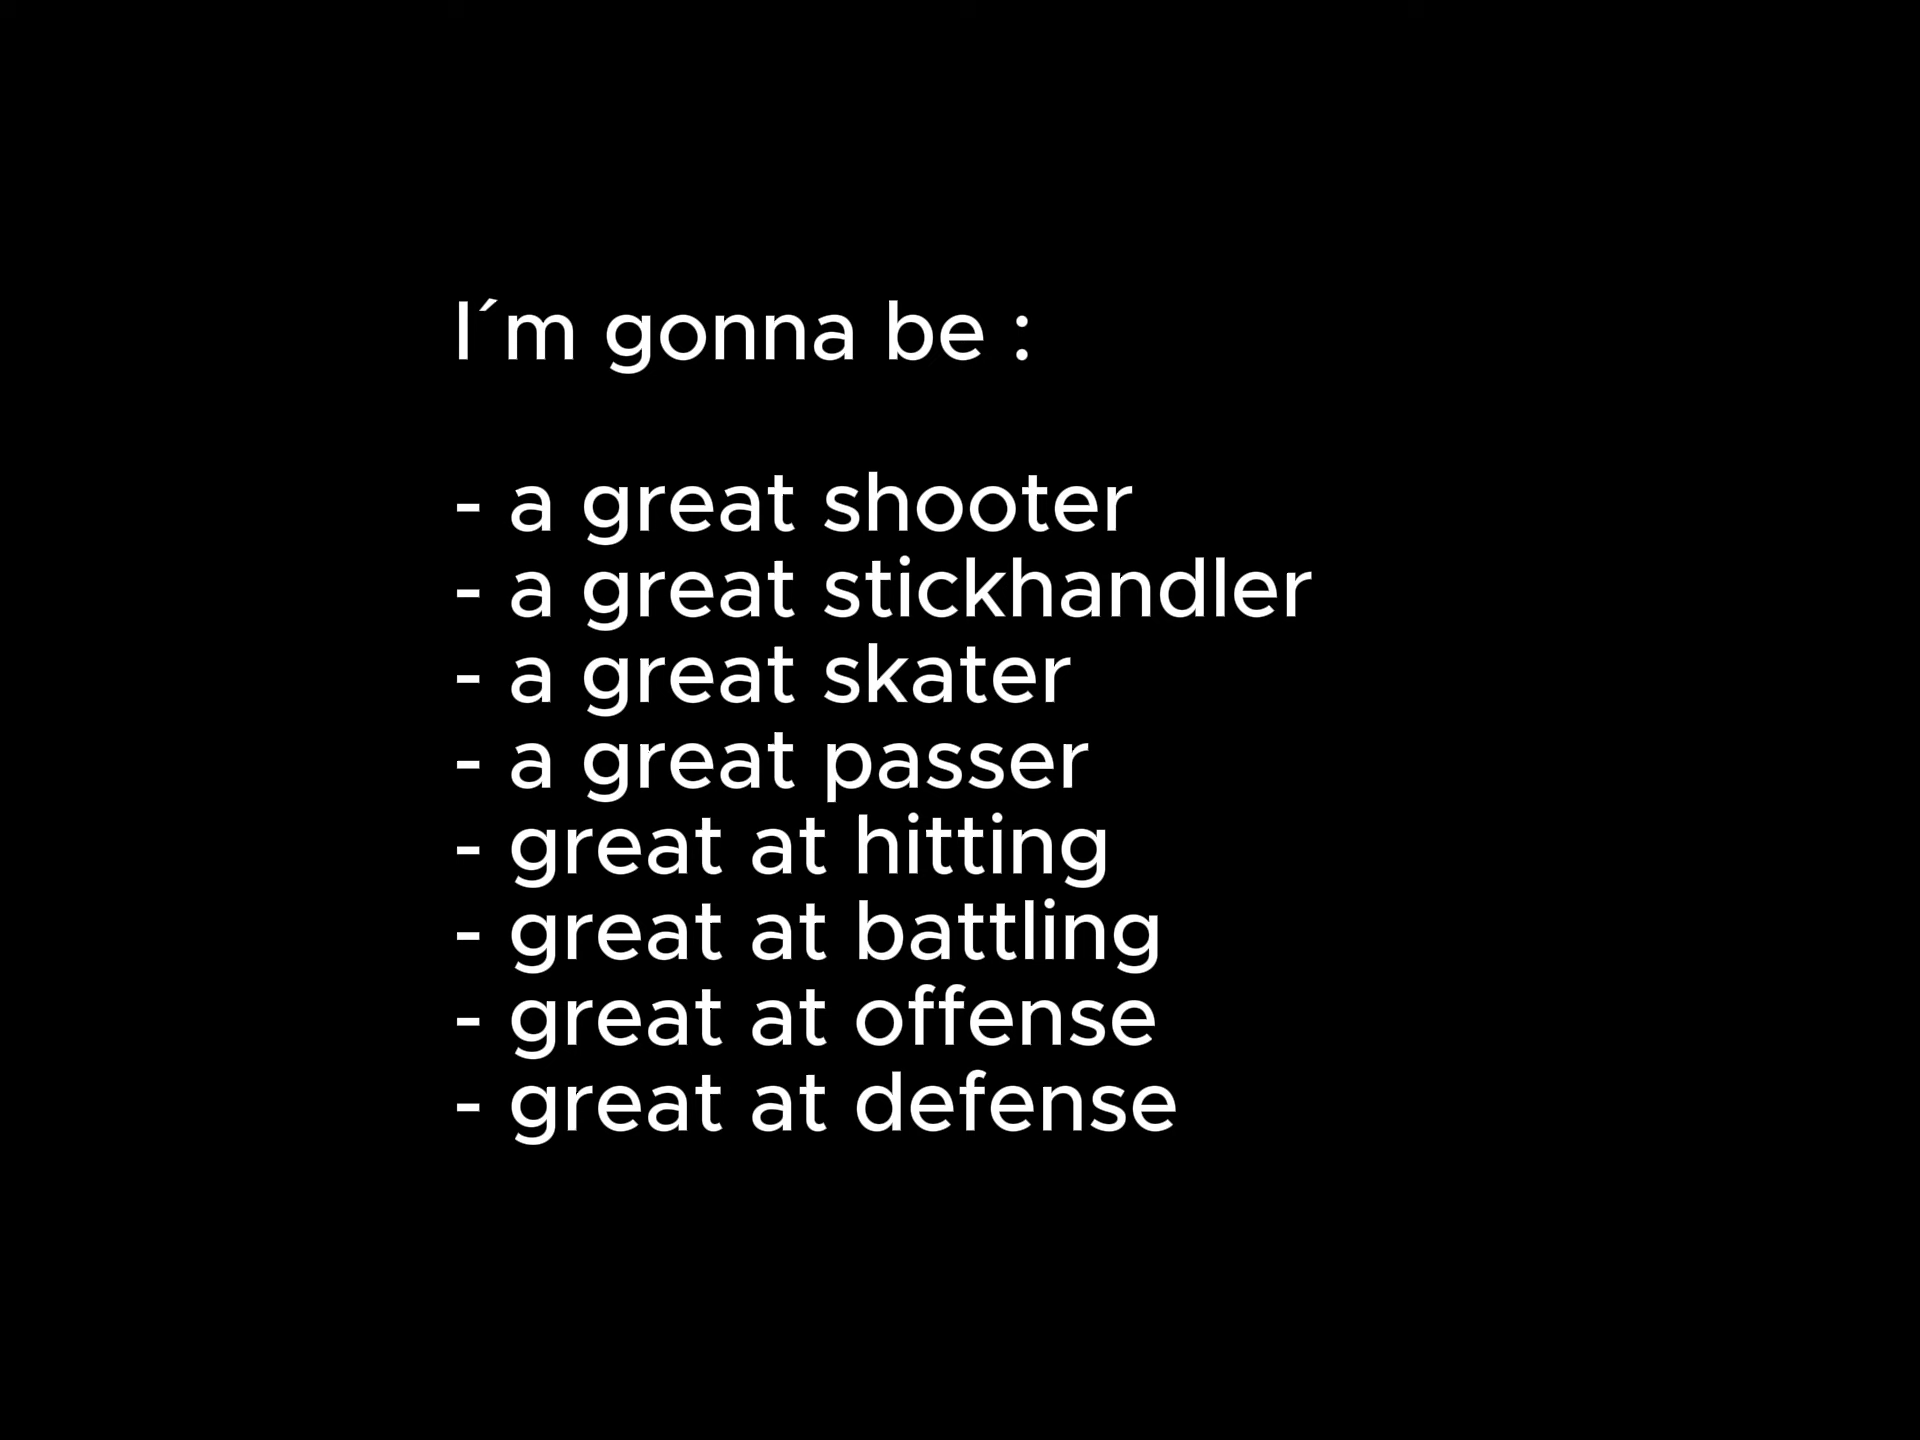 I´m gonna be :
- a great shooter
- a great stickhandler
- a great skater
- a great passer
- great at hitting
- great at battling
- great at offense
- great at defense